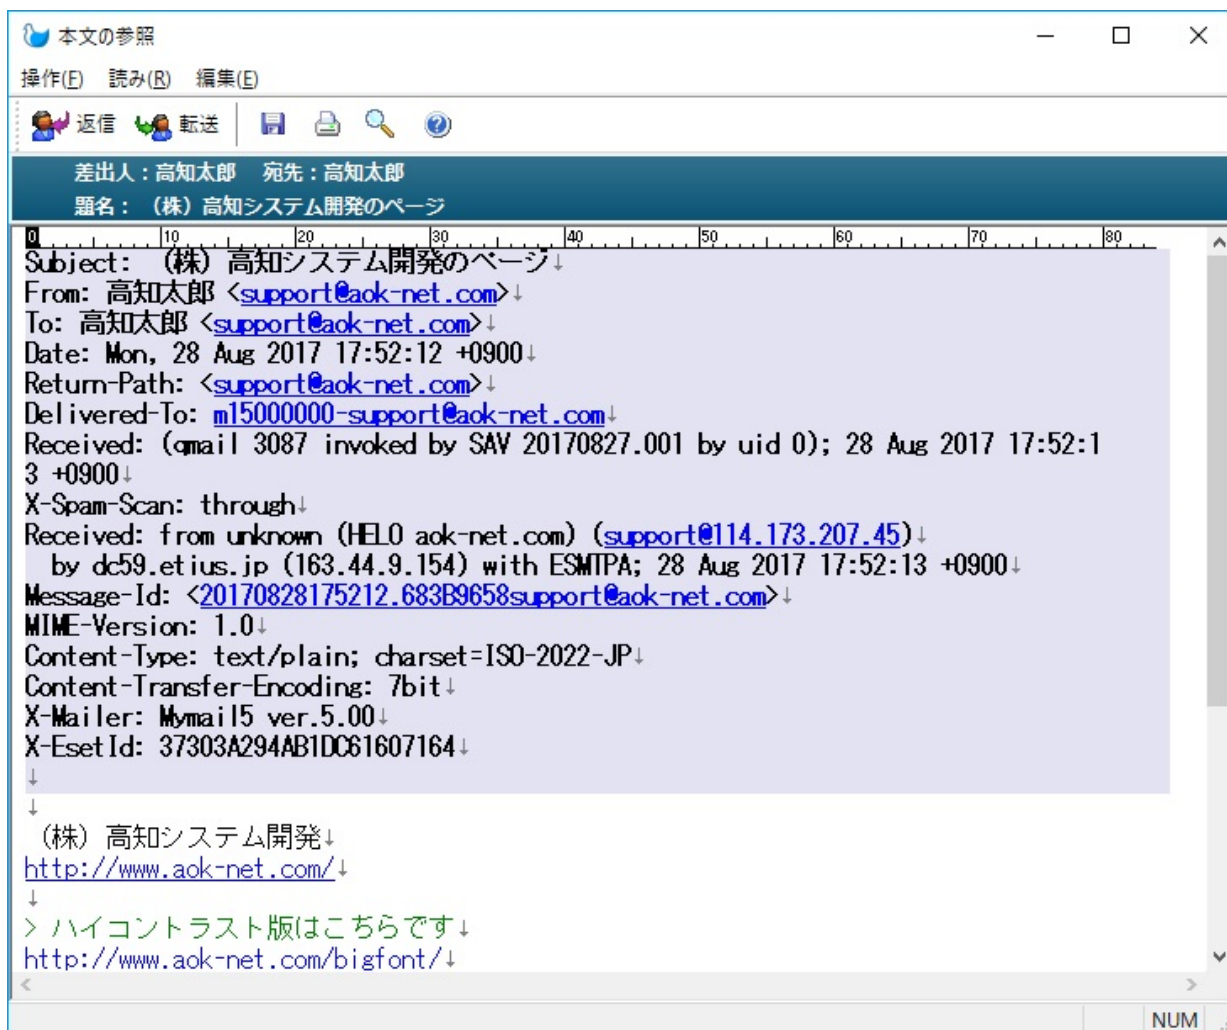 本文の参照
操作(F) 読み(R) 編集(E)
返信 転送
差出人：高知太郎 宛先：高知太郎
題名：（株）高知システム開発のページ
0 10 20 30 40 50 60 70 80
Subject: （株）高知システム開発のページ↓
From: 高知太郎 <support@aok-net.com>↓
To: 高知太郎 <support@aok-net.com>↓
Date: Mon, 28 Aug 2017 17:52:12 +0900↓
Return-Path: <support@aok-net.com>↓
Delivered-To: m15000000-support@aok-net.com↓
Received: (qmail 3087 invoked by SAV 20170827.001 by uid 0); 28 Aug 2017 17:52:1
3 +0900↓
X-Spam-Scan: through↓
Received: from unknown (HELO aok-net.com) (support@114.173.207.45)↓
by dc59.etius.jp (163.44.9.154) with ESMTPA; 28 Aug 2017 17:52:13 +0900↓
Message-Id: <20170828175212.683B9658support@aok-net.com>↓
MIME-Version: 1.0↓
Content-Type: text/plain; charset=ISO-2022-JP↓
Content-Transfer-Encoding: 7bit↓
X-Mailer: Mymail5 ver.5.00↓
X-EsetId: 37303A294AB1DC61607164↓
↓
↓
（株）高知システム開発↓
http://www.aok-net.com/↓
↓
> ハイコントラスト版はこちらです↓
http://www.aok-net.com/bigfont/↓
NUM